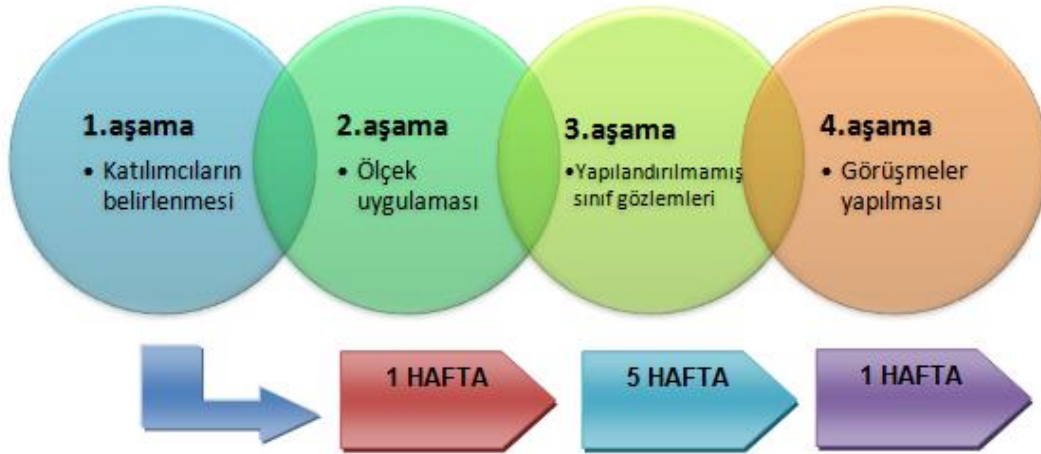 1.aşama
• Katılımcıların
belirlenmesi
2.aşama
• Ölçek
uygulaması
3.aşama
•Yapılandırılmamış
sınıf gözlemleri
4.aşama
• Görüşmeler
yapılması
1 HAFTA
5 HAFTA
1 HAFTA